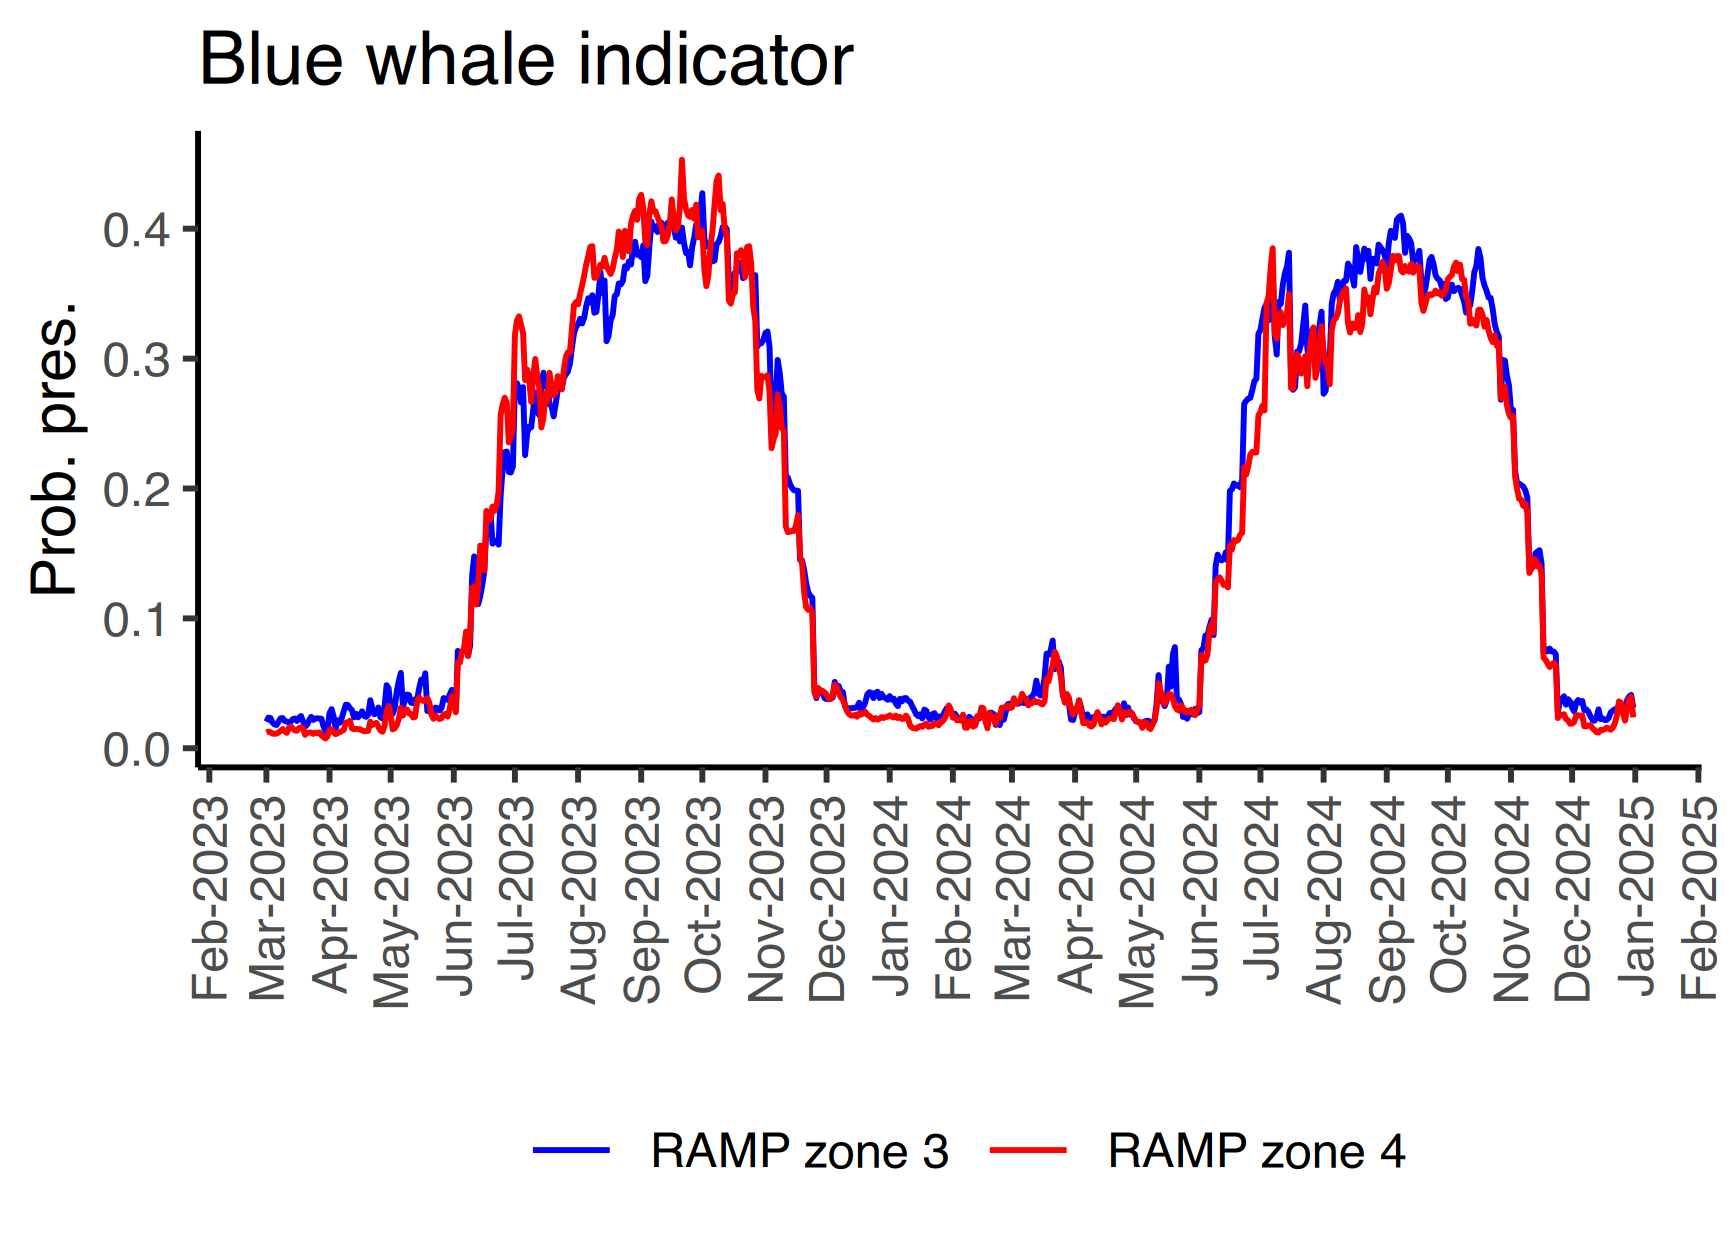 Blue whale indicator
Prob. pres.
0.4
0.3
0.2
0.1
0.0
Feb-2023
Mar-2023
Apr-2023
May-2023
Jun-2023
Jul-2023
Aug-2023
Sep-2023
Oct-2023
Nov-2023
Dec-2023
Jan-2024
Feb-2024
Mar-2024
Apr-2024
May-2024
Jun-2024
Jul-2024
Aug-2024
Sep-2024
Oct-2024
Nov-2024
Dec-2024
Jan-2025
Feb-2025
RAMP zone 3 RAMP zone 4